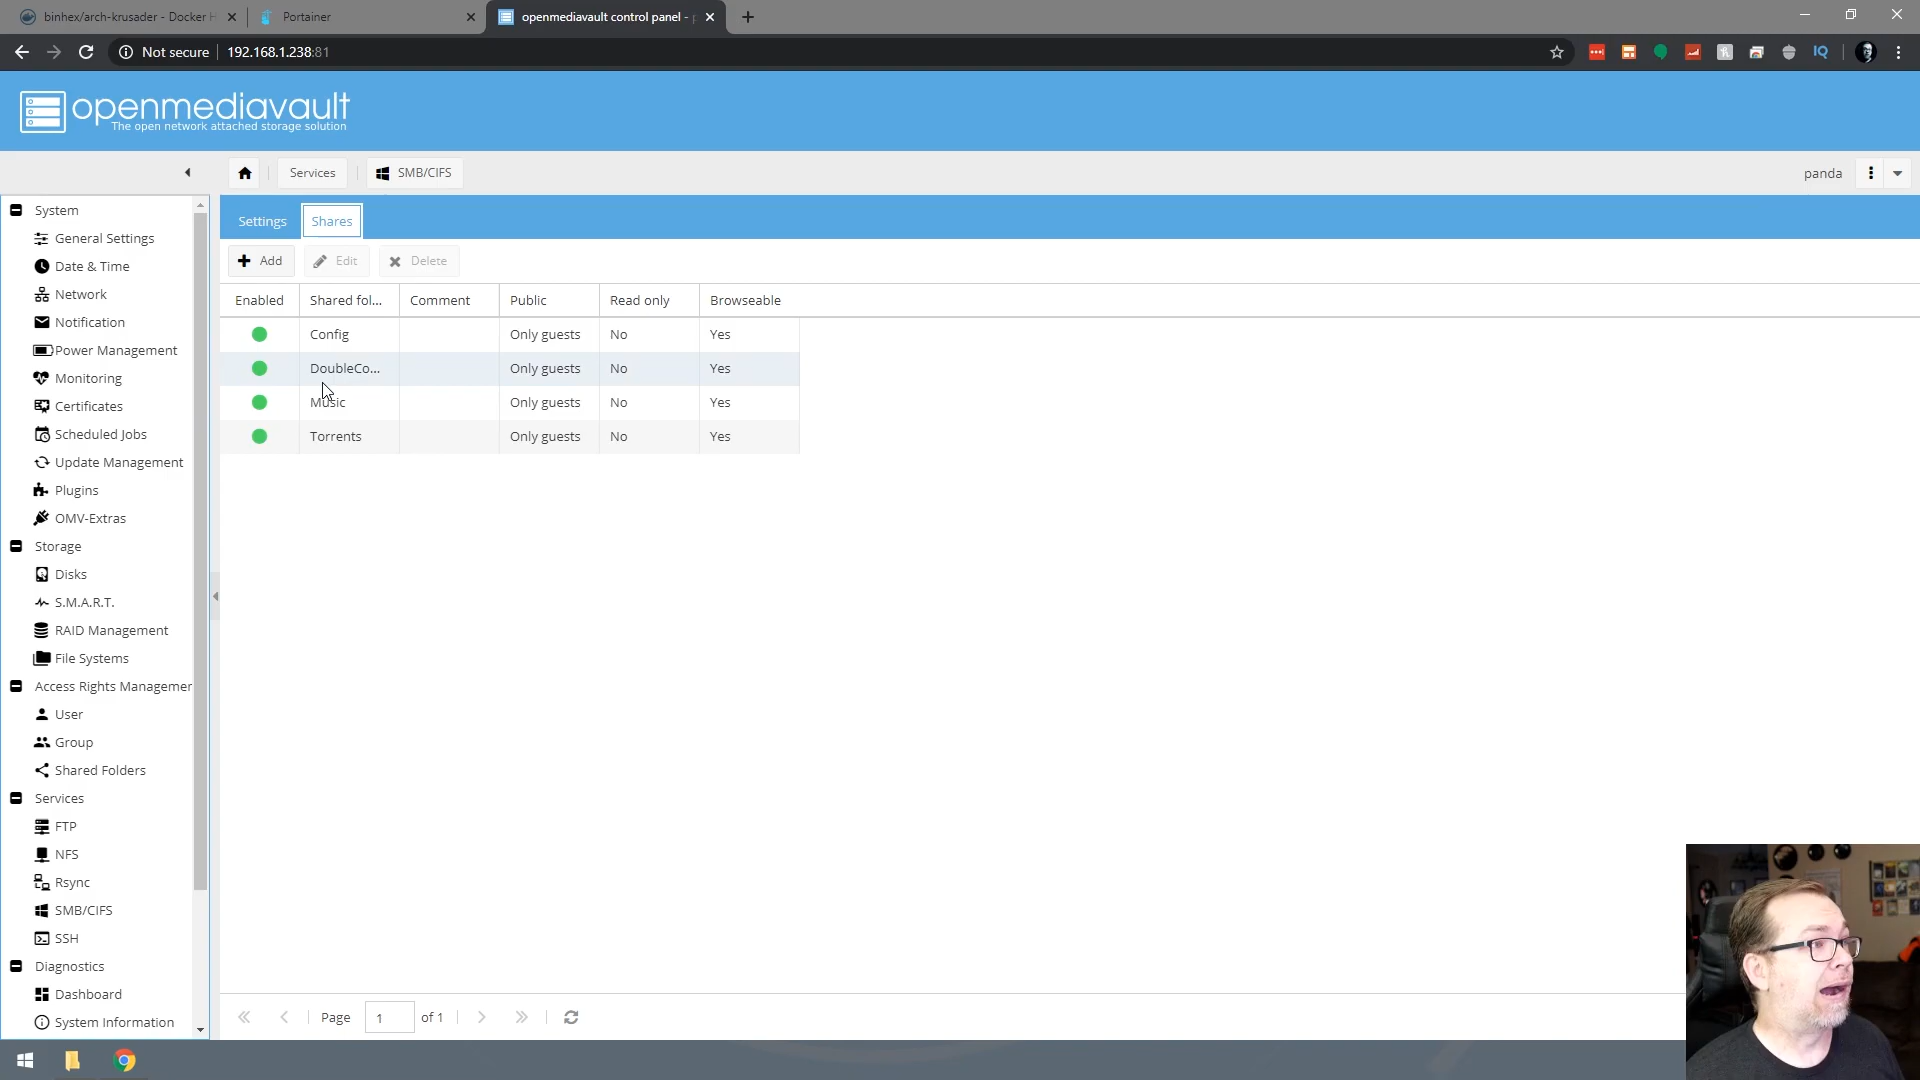 binhex/arch-krusader - Docker H
Portainer
openmediavault control panel - p
Not secure
192.168.1.238:81
openmediavault
The open network attached storage solution
Services
SMB/CIFS
panda
System
General Settings
Date & Time
Network
Notification
Power Management
Monitoring
Certificates
Scheduled Jobs
Update Management
Plugins
OMV-Extras
Storage
Disks
S.M.A.R.T.
RAID Management
File Systems
Access Rights Managemen
User
Group
Shared Folders
Services
FTP
NFS
Rsync
SMB/CIFS
SSH
Diagnostics
Dashboard
System Information
Settings Shares
Add Edit Delete
Enabled Shared fol... Comment Public Read only Browseable
Config Only guests No Yes
DoubleCo... Only guests No Yes
Music Only guests No Yes
Torrents Only guests No Yes
Page 1 of 1
IQ